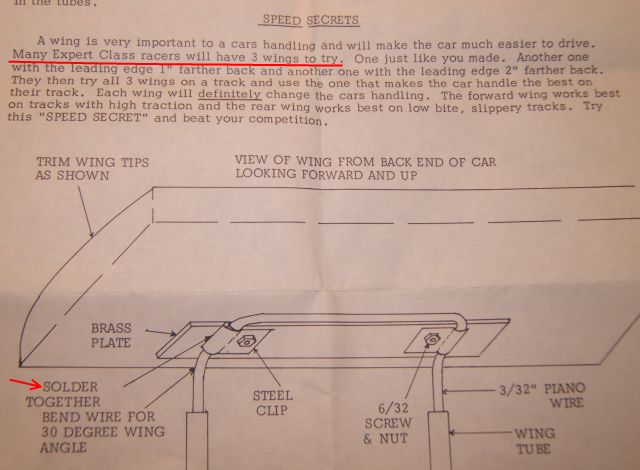 in the tubes.
SPEED SECRETS
A wing is very important to a cars handling and will make the car much easier to drive.
Many Expert Class racers will have 3 wings to try. One just like you made. Another one
with the leading edge 1" farther back and another one with the leading edge 2" farther back.
They then try all 3 wings on a track and use the one that makes the car handle the best on
their track. Each wing will definitely change the cars handling. The forward wing works best
on tracks with high traction and the rear wing works best on low bite, slippery tracks. Try
this "SPEED SECRET" and beat your competition.
TRIM WING TIPS
AS SHOWN
VIEW OF WING FROM BACK END OF CAR
LOOKING FORWARD AND UP
BRASS
PLATE
SOLDER
TOGETHER
BEND WIRE FOR
30 DEGREE WING
ANGLE
STEEL
CLIP
6/32
SCREW
& NUT
3/32" PIANO
WIRE
WING
TUBE